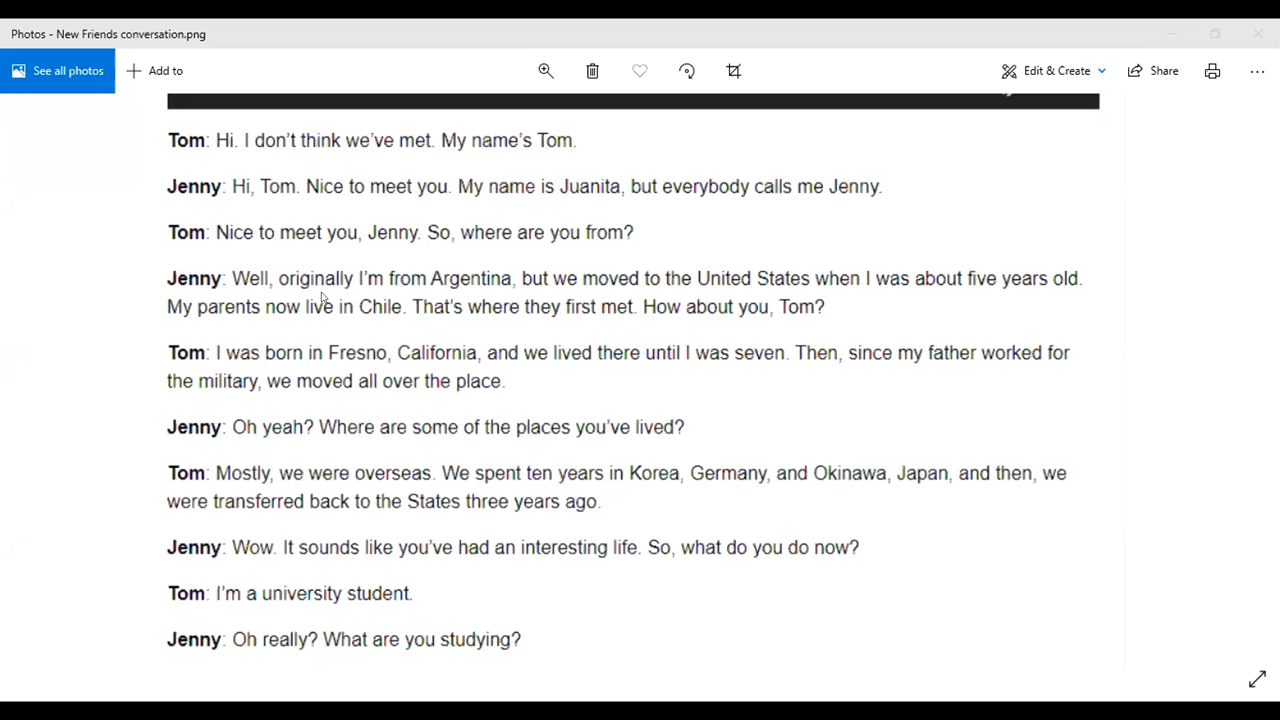 Photos - New Friends conversation.png
See all photos
Add to
Edit & Create
Share
Tom: Hi. I don't think we've met. My name's Tom.
Jenny: Hi, Tom. Nice to meet you. My name is Juanita, but everybody calls me Jenny.
Tom: Nice to meet you, Jenny. So, where are you from?
Jenny: Well, originally I'm from Argentina, but we moved to the United States when I was about five years old.
My parents now live in Chile. That's where they first met. How about you, Tom?
Tom: I was born in Fresno, California, and we lived there until I was seven. Then, since my father worked for
the military, we moved all over the place.
Jenny: Oh yeah? Where are some of the places you've lived?
Tom: Mostly, we were overseas. We spent ten years in Korea, Germany, and Okinawa, Japan, and then, we
were transferred back to the States three years ago.
Jenny: Wow. It sounds like you've had an interesting life. So, what do you do now?
Tom: I'm a university student.
Jenny: Oh really? What are you studying?